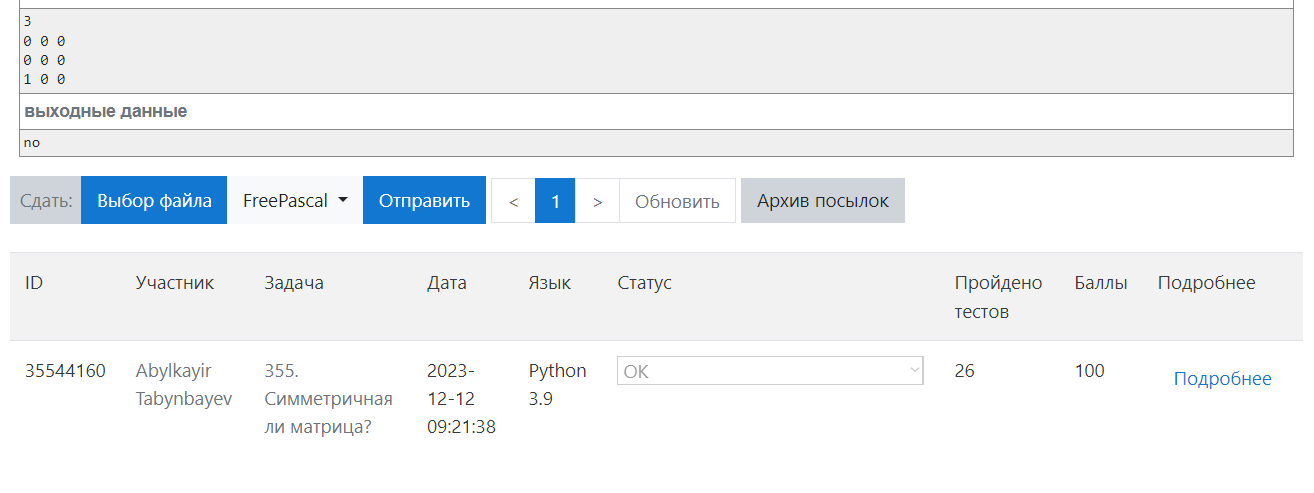 3
0 0 0
0 0 0
1 0 0
выходные данные
no
Сдать: Выбор файла FreePascal Отправить < 1 > Обновить Архив посылок
ID Участник Задача Дата Язык Статус Пройдено тестов Баллы Подробнее
35544160 Abylkayir Tabynbayev 355. Симметричная ли матрица? 2023-12-12 09:21:38 Python 3.9 OK 26 100 Подробнее